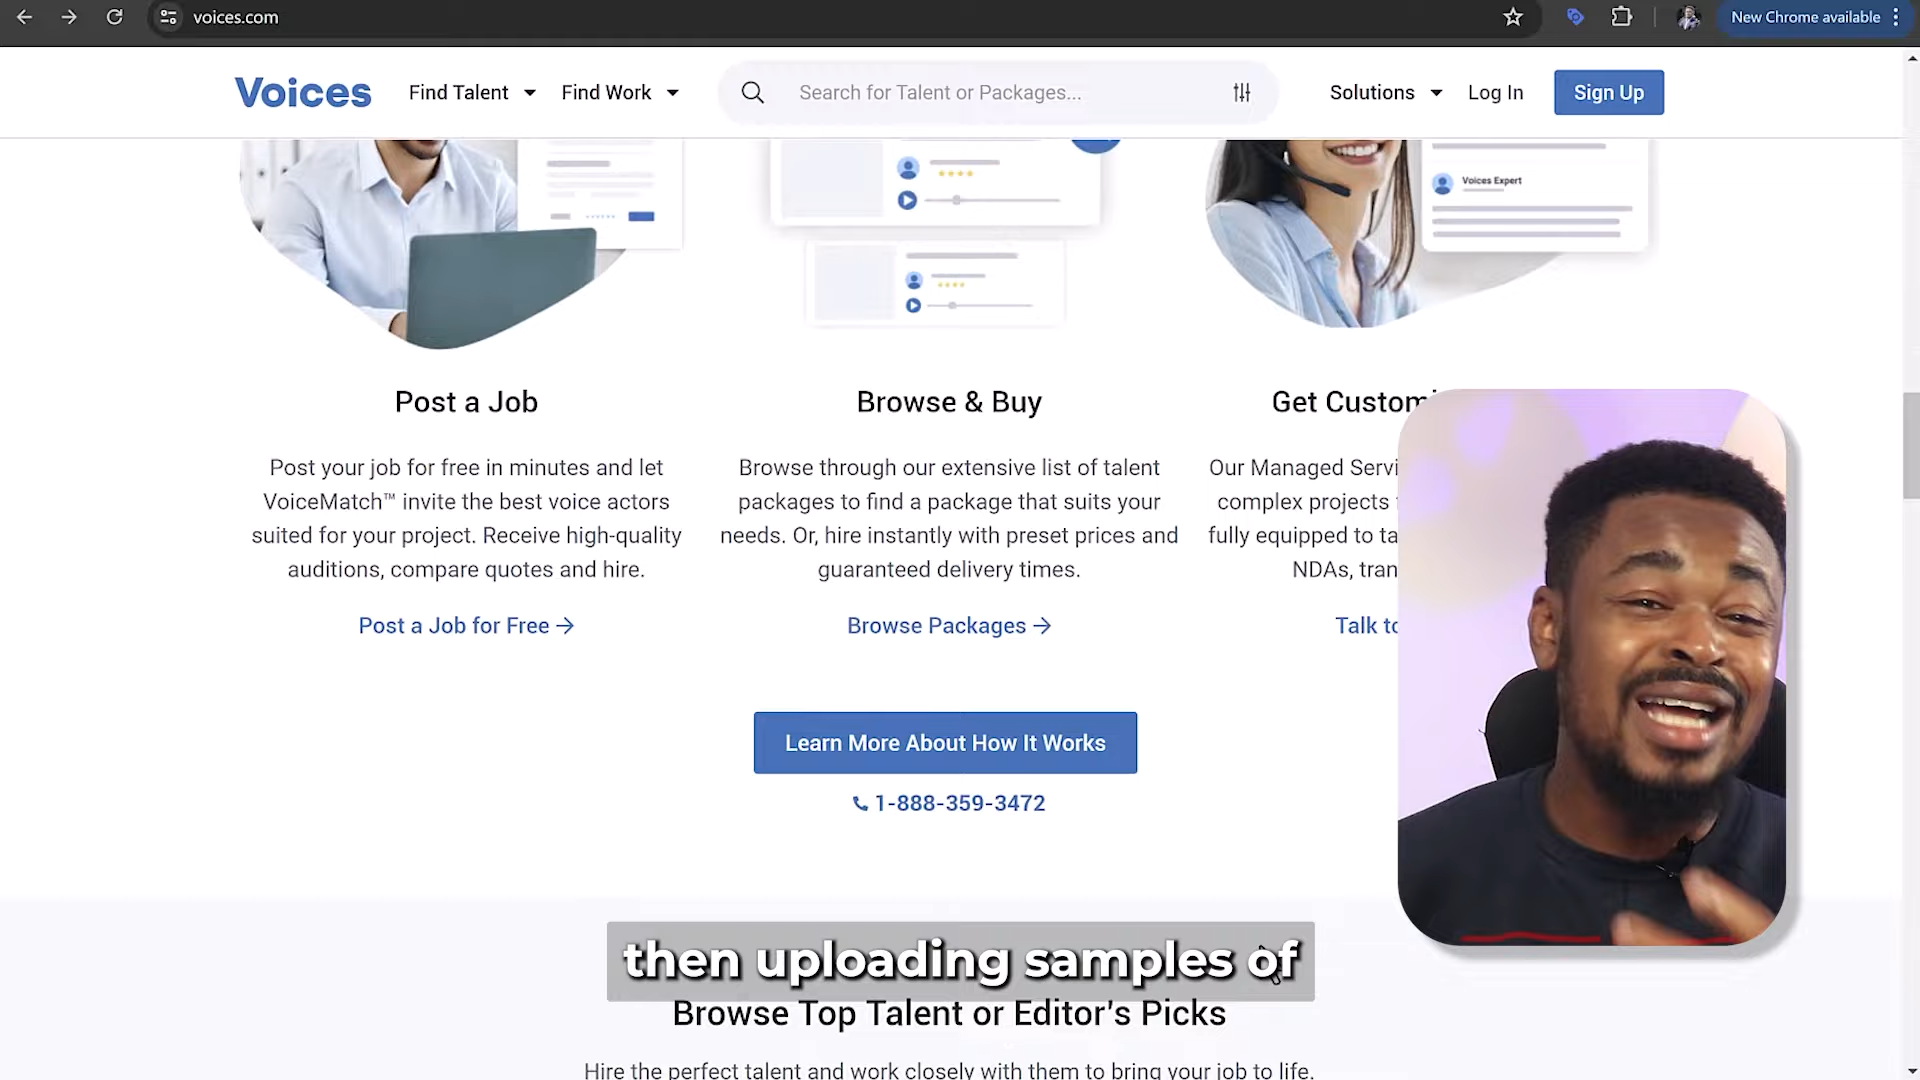 voices.com
New Chrome available
Voices
Find Talent
Find Work
Search for Talent or Packages...
Solutions
Log In
Sign Up
Voices Expert
Post a Job
Post your job for free in minutes and let
VoiceMatch™ invite the best voice actors
suited for your project. Receive high-quality
auditions, compare quotes and hire.
Post a Job for Free →
Browse & Buy
Browse through our extensive list of talent
packages to find a package that suits your
needs. Or, hire instantly with preset prices and
guaranteed delivery times.
Browse Packages →
Get Custom
Our Managed Servi
complex projects
fully equipped to ta
NDAs, tran
Talk to
Learn More About How It Works
1-888-359-3472
then uploading samples of
Browse Top Talent or Editor's Picks
Hire the perfect talent and work closely with them to bring your job to life.